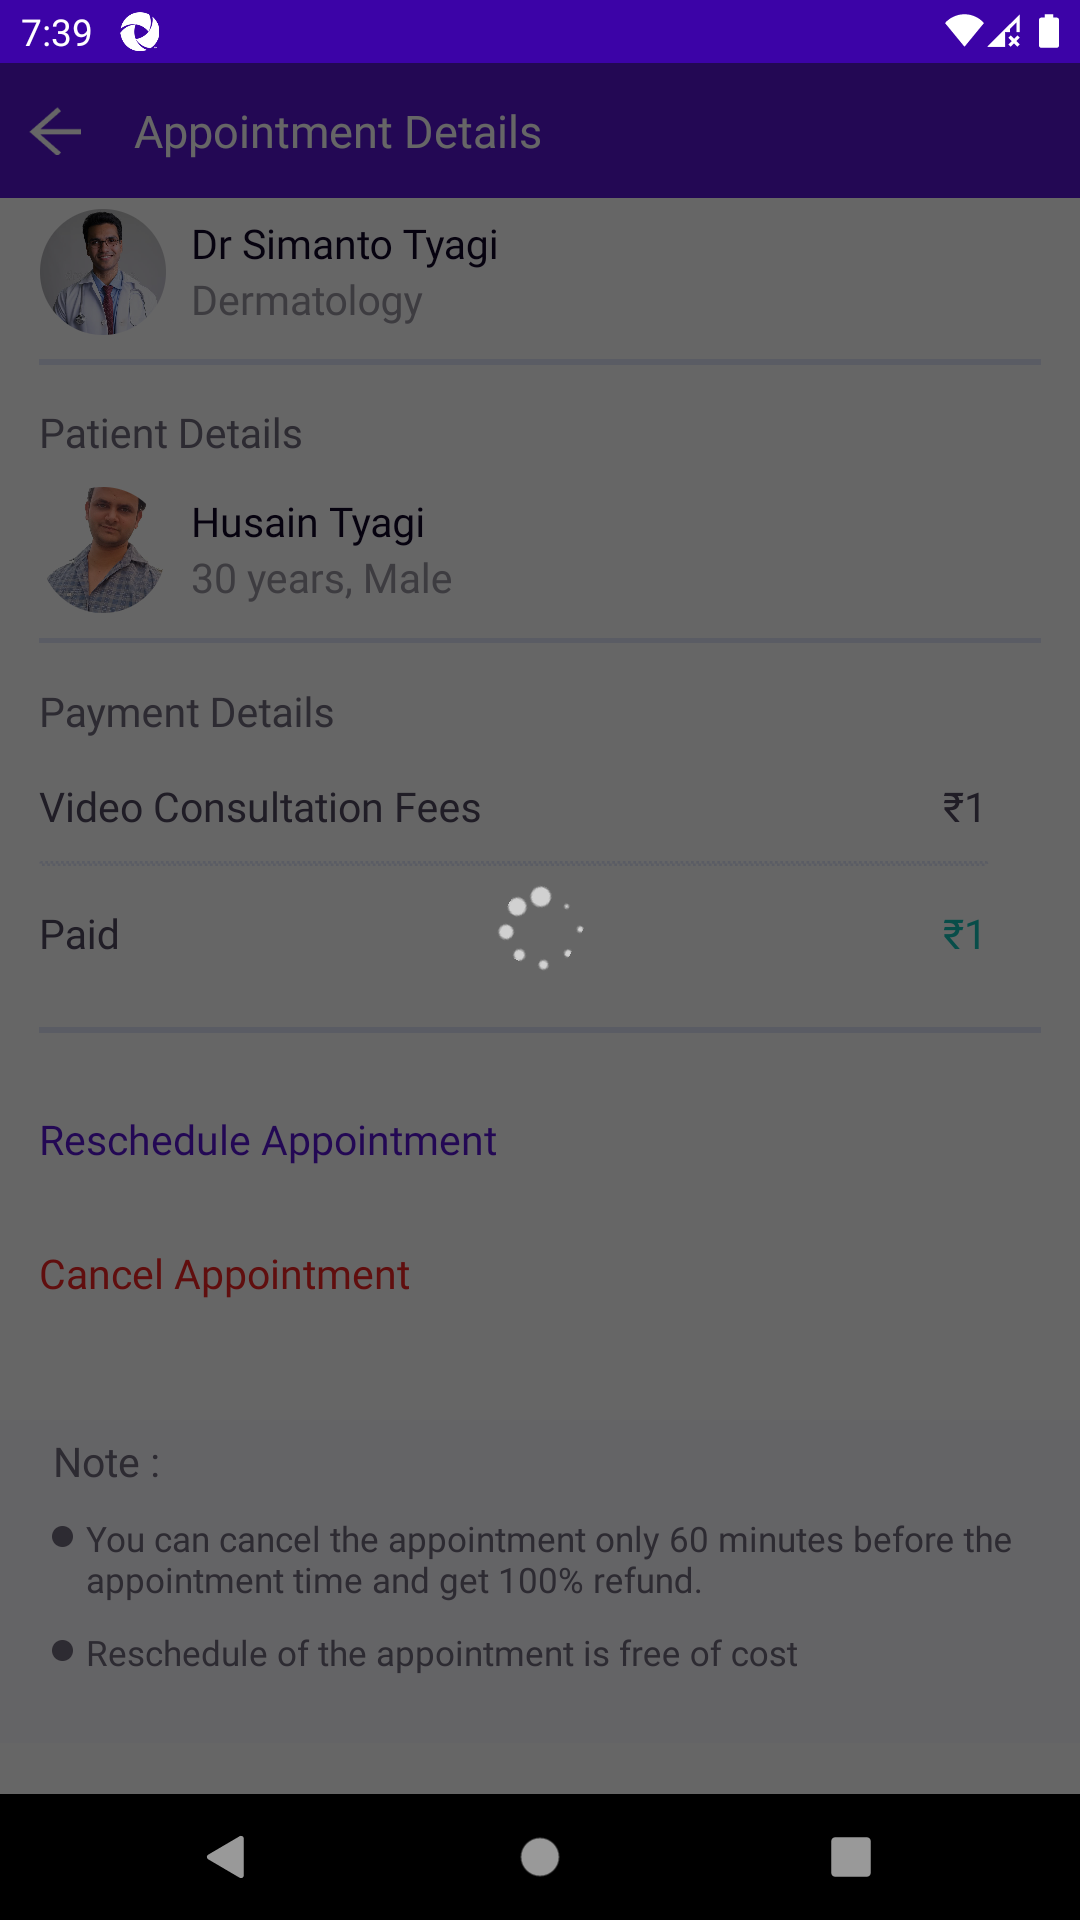 7:39
Appointment Details
Dr Simanto Tyagi
Dermatology
Patient Details
Husain Tyagi
30 years, Male
Payment Details
Video Consultation Fees ₹1
Paid ₹1
Reschedule Appointment
Cancel Appointment
Note :
● You can cancel the appointment only 60 minutes before the
appointment time and get 100% refund.
● Reschedule of the appointment is free of cost